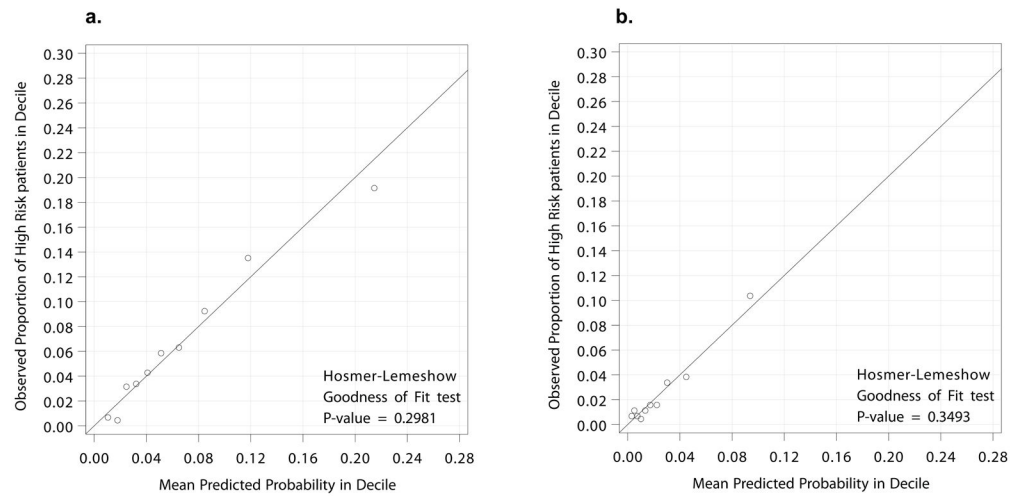 a.
Observed Proportion of High Risk patients in Decile
0.30
0.28
0.26
0.24
0.22
0.20
0.18
0.16
0.14
0.12
0.10
0.08
0.06
0.04
0.02
0.00
Hosmer-Lemeshow
Goodness of Fit test
P-value = 0.2981
0.00 0.04 0.08 0.12 0.16 0.20 0.24 0.28
Mean Predicted Probability in Decile
b.
Observed Proportion of High Risk patients in Decile
0.30
0.28
0.26
0.24
0.22
0.20
0.18
0.16
0.14
0.12
0.10
0.08
0.06
0.04
0.02
0.00
Hosmer-Lemeshow
Goodness of Fit test
P-value = 0.3493
0.00 0.04 0.08 0.12 0.16 0.20 0.24 0.28
Mean Predicted Probability in Decile